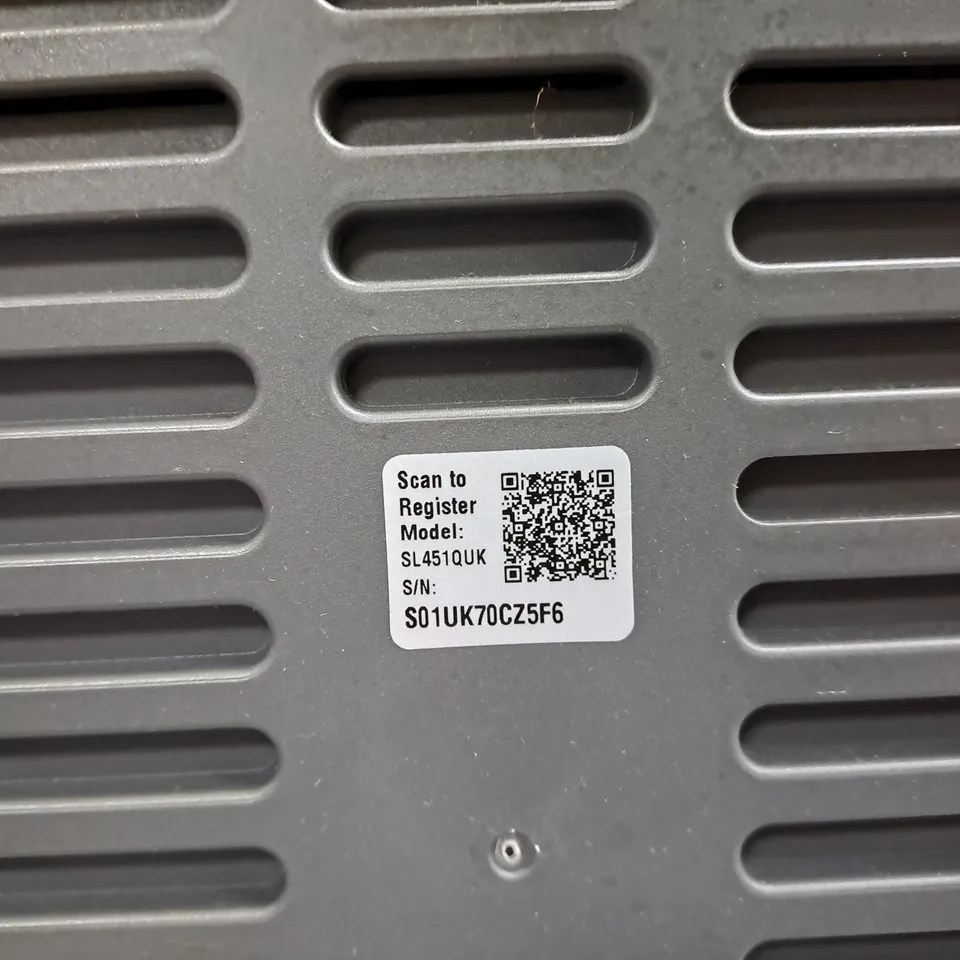 Scan to
Register
Model:
SL451QUK
S/N:
S01UK70CZ5F6